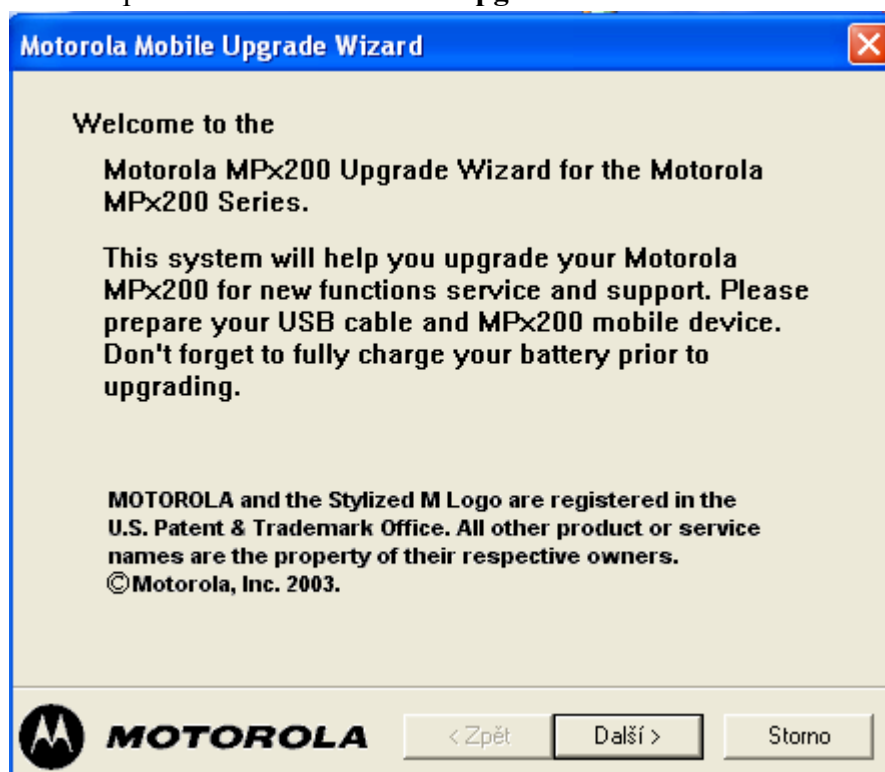 Motorola Mobile Upgrade Wizard
Welcome to the
Motorola MPx200 Upgrade Wizard for the Motorola
MPx200 Series.
This system will help you upgrade your Motorola
MPx200 for new functions service and support. Please
prepare your USB cable and MPx200 mobile device.
Don't forget to fully charge your battery prior to
upgrading.
MOTOROLA and the Stylized M Logo are registered in the
U.S. Patent & Trademark Office. All other product or service
names are the property of their respective owners.
©Motorola, Inc. 2003.
MOTOROLA
< Zpět
Další >
Storno